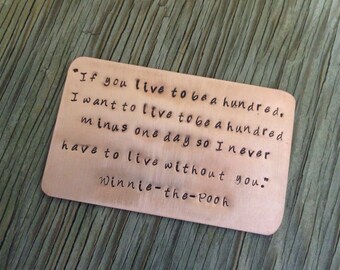 "If you live to be a hundred,
I want to live to be a hundred
minus one day so I never
have to live without you."
Winnie-the-Pooh